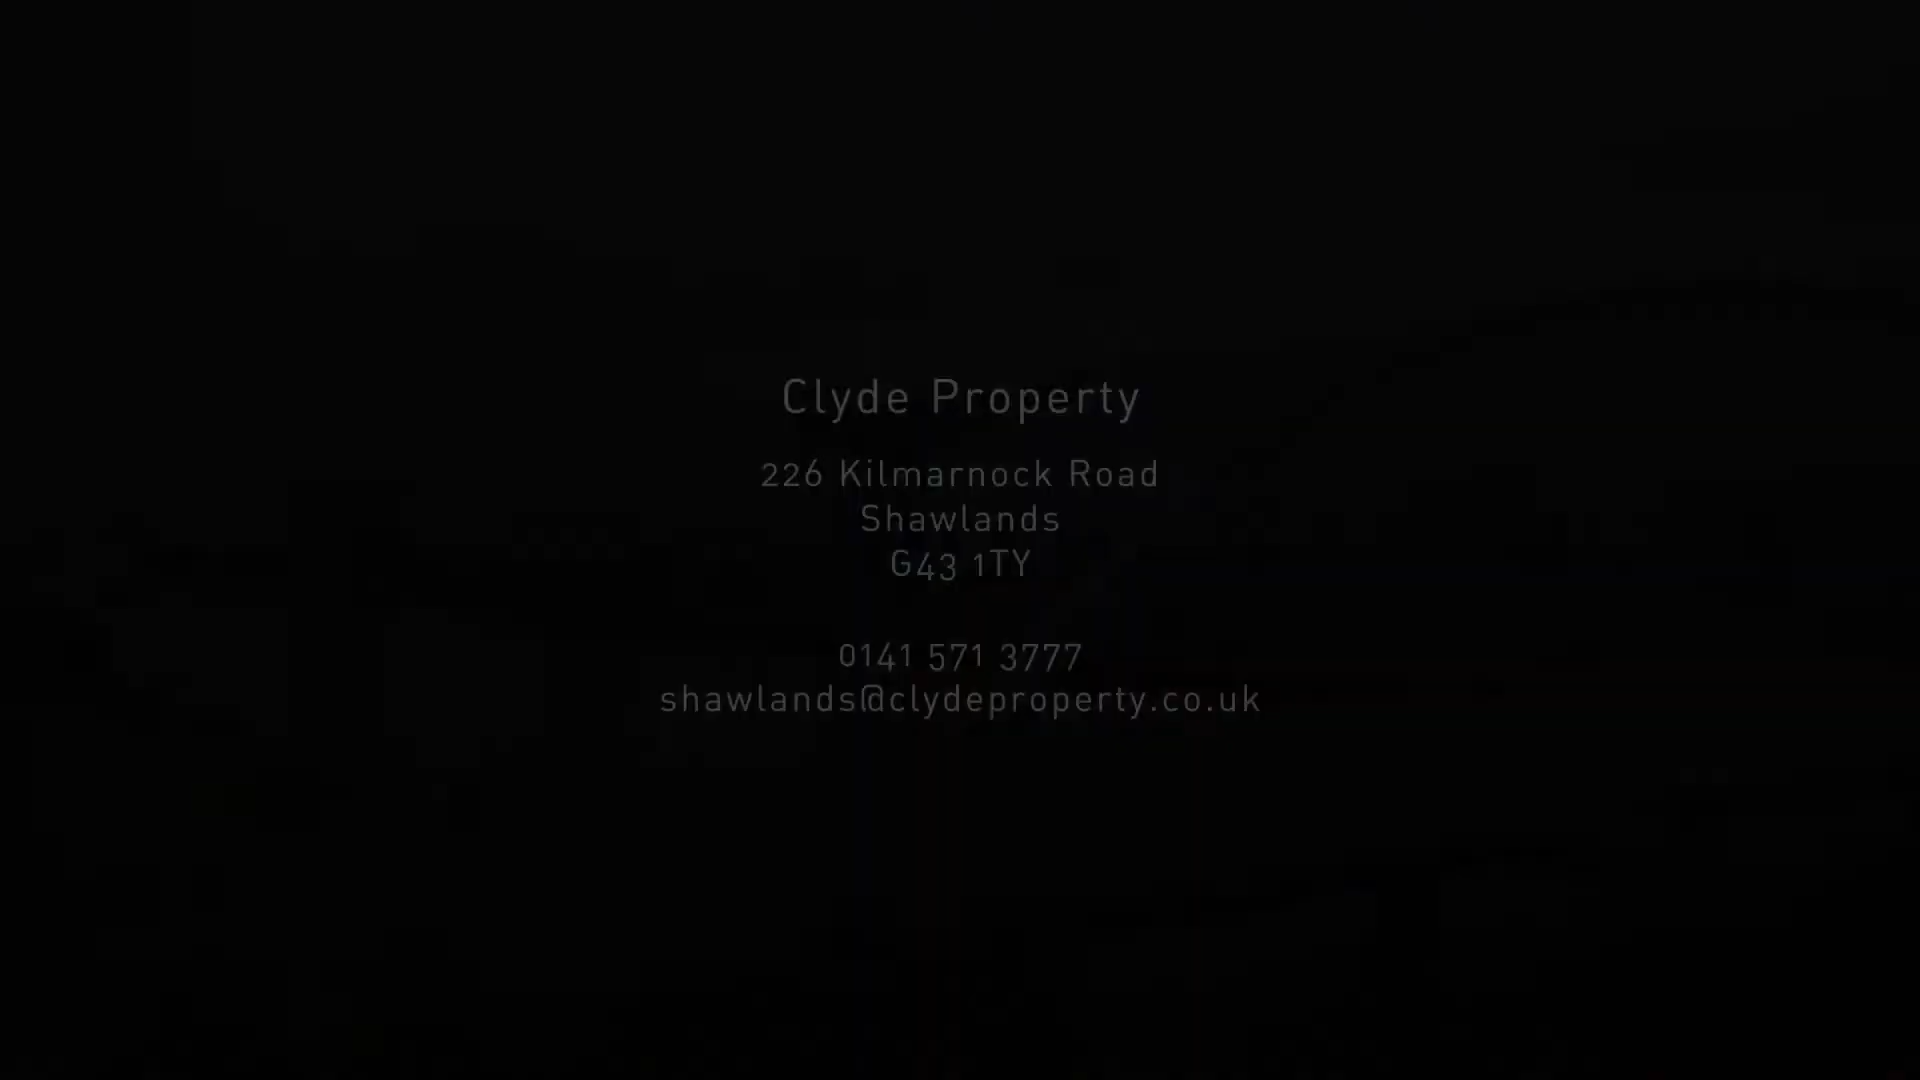 Clyde Property
226 Kilmarnock Road
Shawlands
G43 1TY
0141 571 3777
shawlands@clydeproperty.co.uk